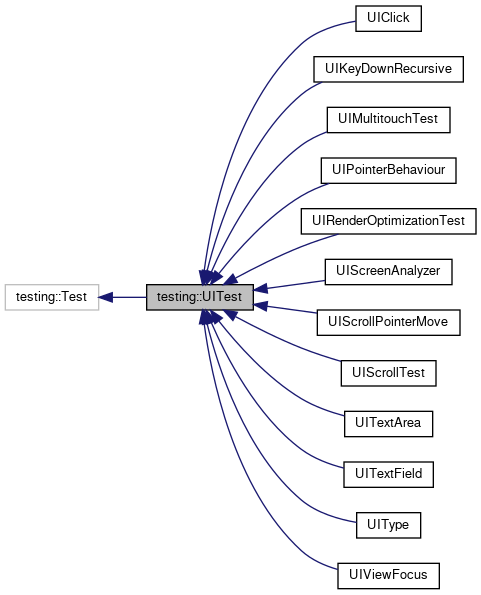 UIClick
UIKeyDownRecursive
UIMultitouchTest
UIPointerBehaviour
UIRenderOptimizationTest
UIScreenAnalyzer
testing::Test
testing::UITest
UIScrollPointerMove
UIScrollTest
UITextArea
UITextField
UIType
UIViewFocus